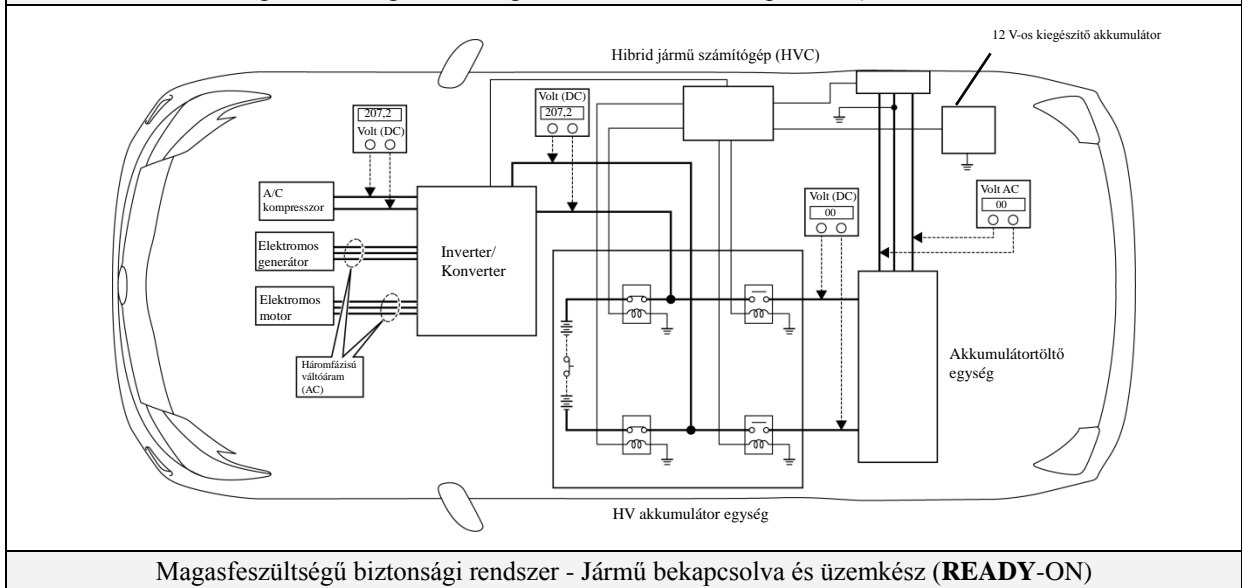 12 V-os kiegészítő akkumulátor
Hibrid jármű számítógép (HVC)
207,2
Volt (DC)
Volt (DC)
207,2
A/C
kompresszor
Elektromos
generátor
Elektromos
motor
Inverter/
Konverter
Háromfázisú
váltóáram
(AC)
Volt (DC)
00
Volt AC
00
Akkumulátortöltő
egység
HV akkumulátor egység
Magasfeszültségű biztonsági rendszer - Jármű bekapcsolva és üzemkész (READY-ON)